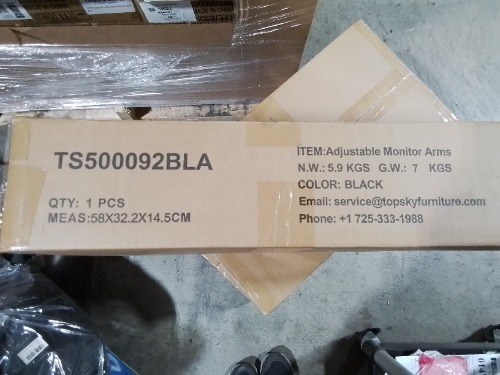 TS500092BLA
QTY: 1 PCS
MEAS:58X32.2X14.5CM
ITEM:Adjustable Monitor Arms
N.W.: 5.9 KGS G.W.: 7 KGS
COLOR: BLACK
Email: service@topskyfurniture.com
Phone: +1 725-333-1988